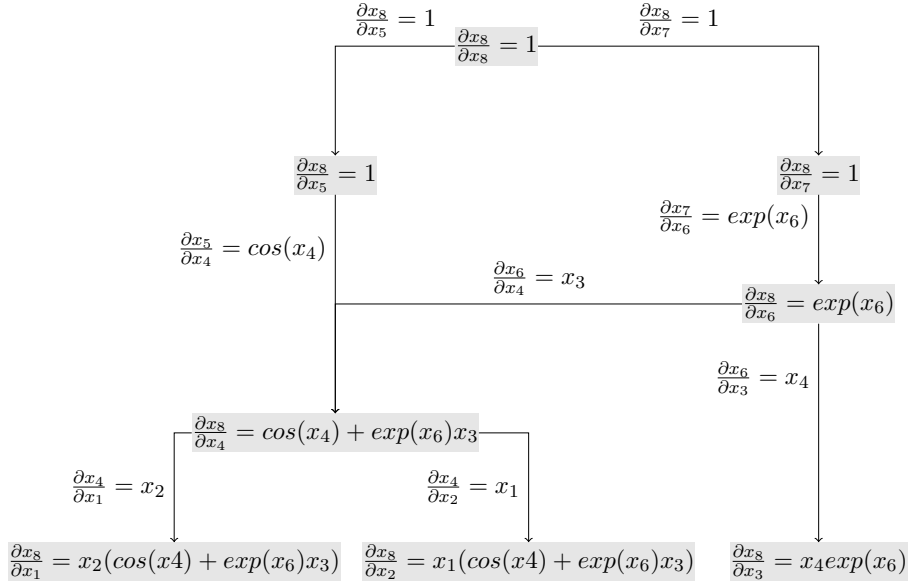 ∂x₈/∂x₅ = 1
∂x₈/∂x₇ = 1
∂x₈/∂x₈ = 1
∂x₈/∂x₅ = 1
∂x₈/∂x₇ = 1
∂x₇/∂x₆ = exp(x₆)
∂x₅/∂x₄ = cos(x₄)
∂x₆/∂x₄ = x₃
∂x₈/∂x₆ = exp(x₆)
∂x₆/∂x₃ = x₄
∂x₈/∂x₄ = cos(x₄) + exp(x₆)x₃
∂x₄/∂x₁ = x₂
∂x₄/∂x₂ = x₁
∂x₈/∂x₁ = x₂(cos(x4) + exp(x₆)x₃)
∂x₈/∂x₂ = x₁(cos(x4) + exp(x₆)x₃)
∂x₈/∂x₃ = x₄exp(x₆)